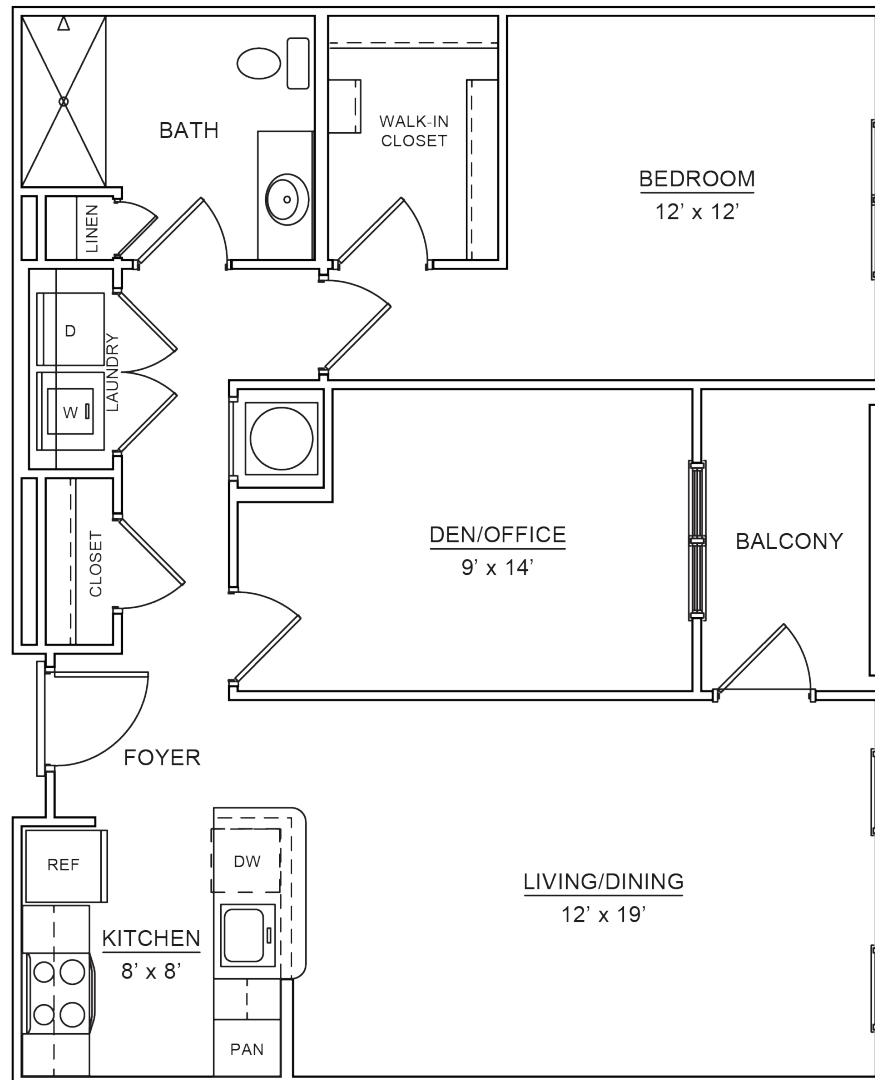 BATH
WALK-IN
CLOSET
BEDROOM
12' x 12'
LINEN
D
LAUNDRY
W
CLOSET
DEN/OFFICE
9' x 14'
BALCONY
FOYER
REF
DW
LIVING/DINING
12' x 19'
KITCHEN
8' x 8'
PAN